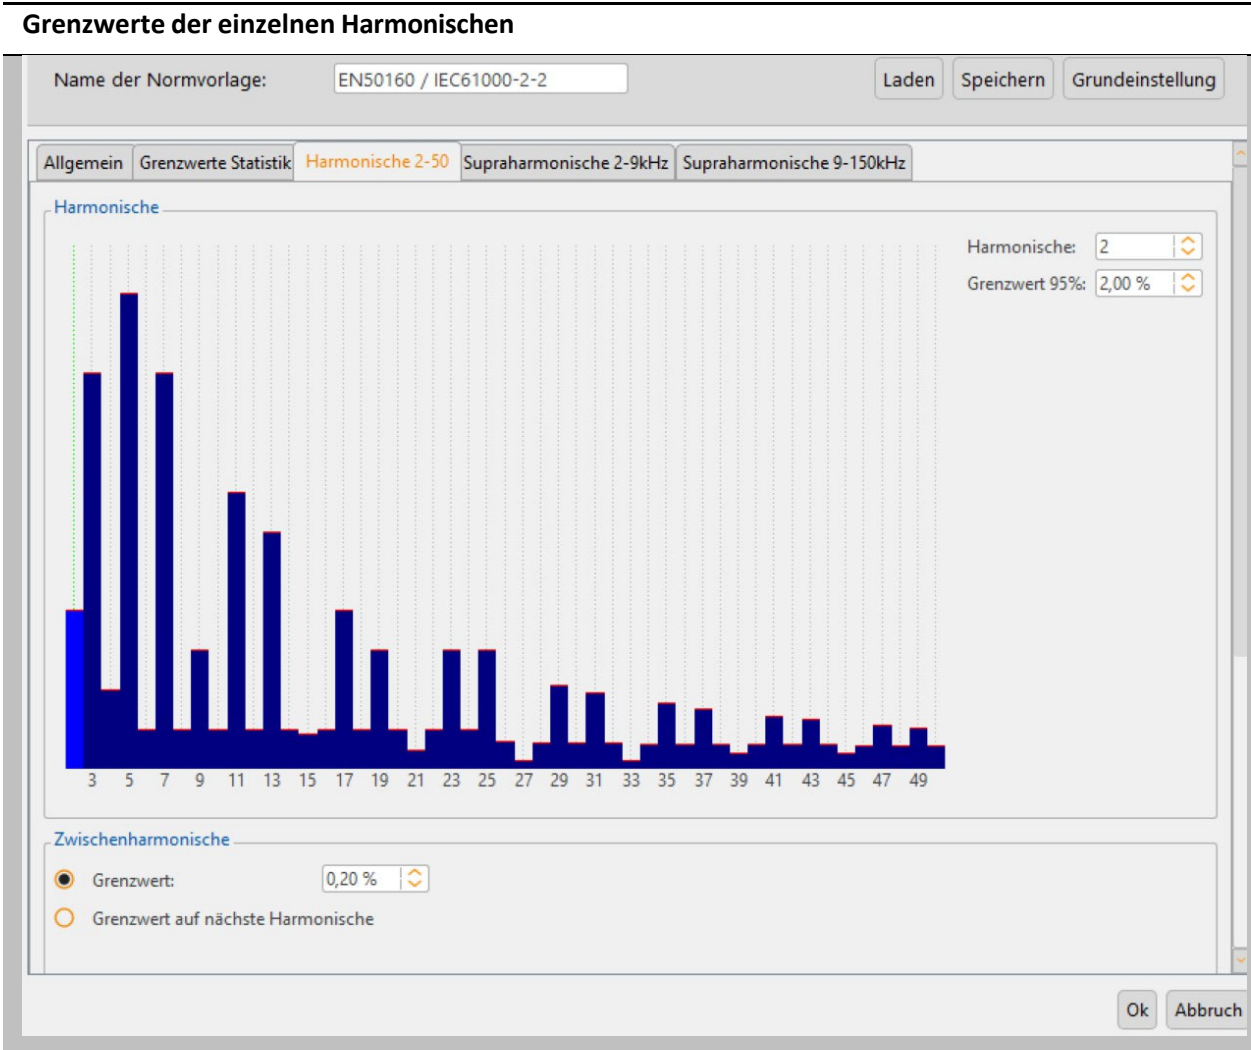 Grenzwerte der einzelnen Harmonischen
Name der Normvorlage: EN50160 / IEC61000-2-2 Laden Speichern Grundeinstellung
Allgemein Grenzwerte Statistik Harmonische 2-50 Supraharmonische 2-9kHz Supraharmonische 9-150kHz
Harmonische
Harmonische: 2
Grenzwert 95%: 2,00 %
3 5 7 9 11 13 15 17 19 21 23 25 27 29 31 33 35 37 39 41 43 45 47 49
Zwischenharmonische
Grenzwert: 0,20 %
Grenzwert auf nächste Harmonische
Ok Abbruch